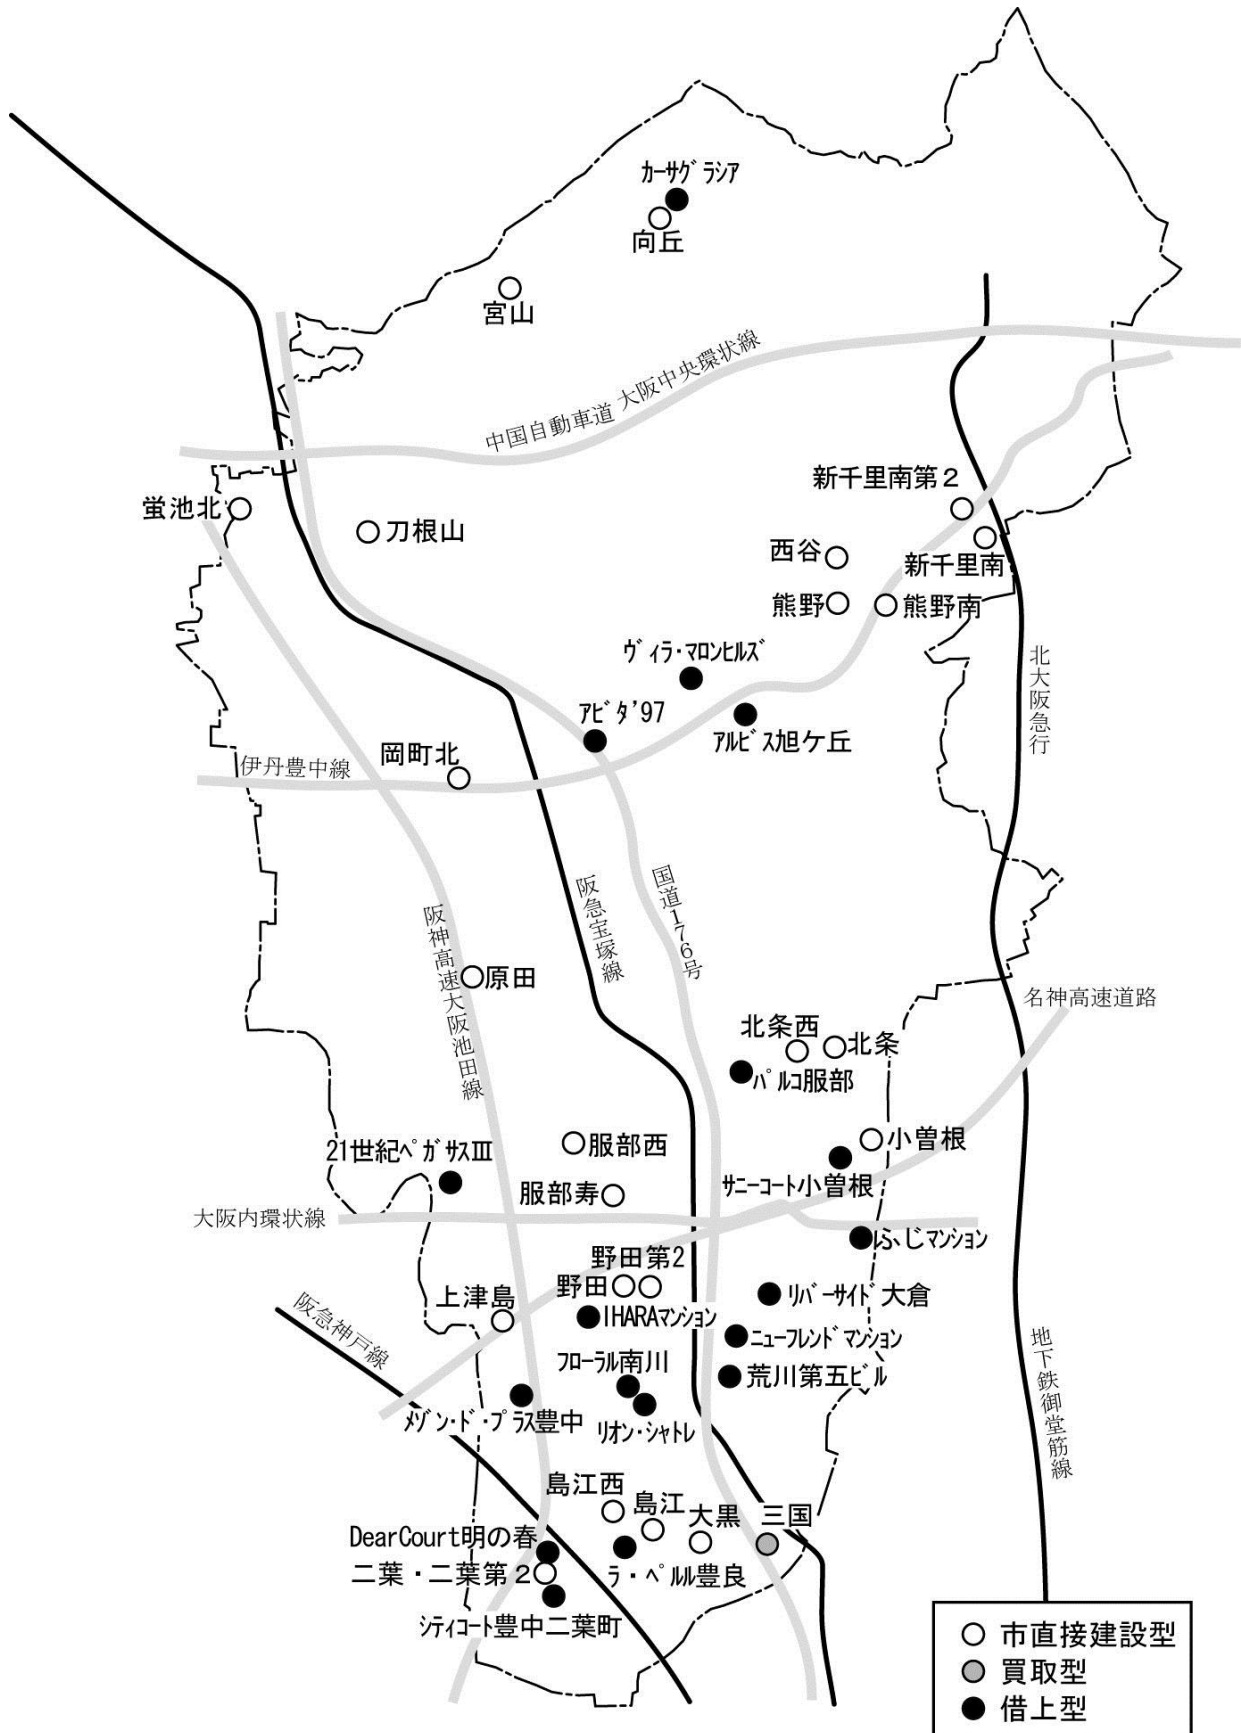 カーサグラシア
向丘
宮山
中国自動車道 大阪中央環状線
新千里南第2
蛍池北
刀根山
西谷
新千里南
熊野
熊野南
ヴィラ・マロンヒルズ
北大阪急行
アビタ'97
アルビス旭ケ丘
岡町北
伊丹豊中線
阪神高速大阪池田線
阪急宝塚線
国道176号
原田
名神高速道路
北条西
北条
パルコ服部
21世紀ペガサスⅢ
服部西
小曽根
サニーコート小曽根
服部寿
大阪内環状線
ふじマンション
野田第2
野田
リバーサイド大倉
上津島
IHARAマンション
ニューフレンドマンション
阪急神戸線
フローラル南川
荒川第五ビル
地下鉄御堂筋線
メゾン・ド・プラス豊中
リオン・シャトレ
島江西
島江
大黒
三国
DearCourt明の春
二葉・二葉第2
ラ・ペルル豊良
シティコート豊中二葉町
市直接建設型
買取型
借上型